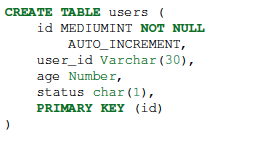 CREATE TABLE users (
    id MEDIUMINT NOT NULL
        AUTO_INCREMENT,
    user_id Varchar(30),
    age Number,
    status char(1),
    PRIMARY KEY (id)
)